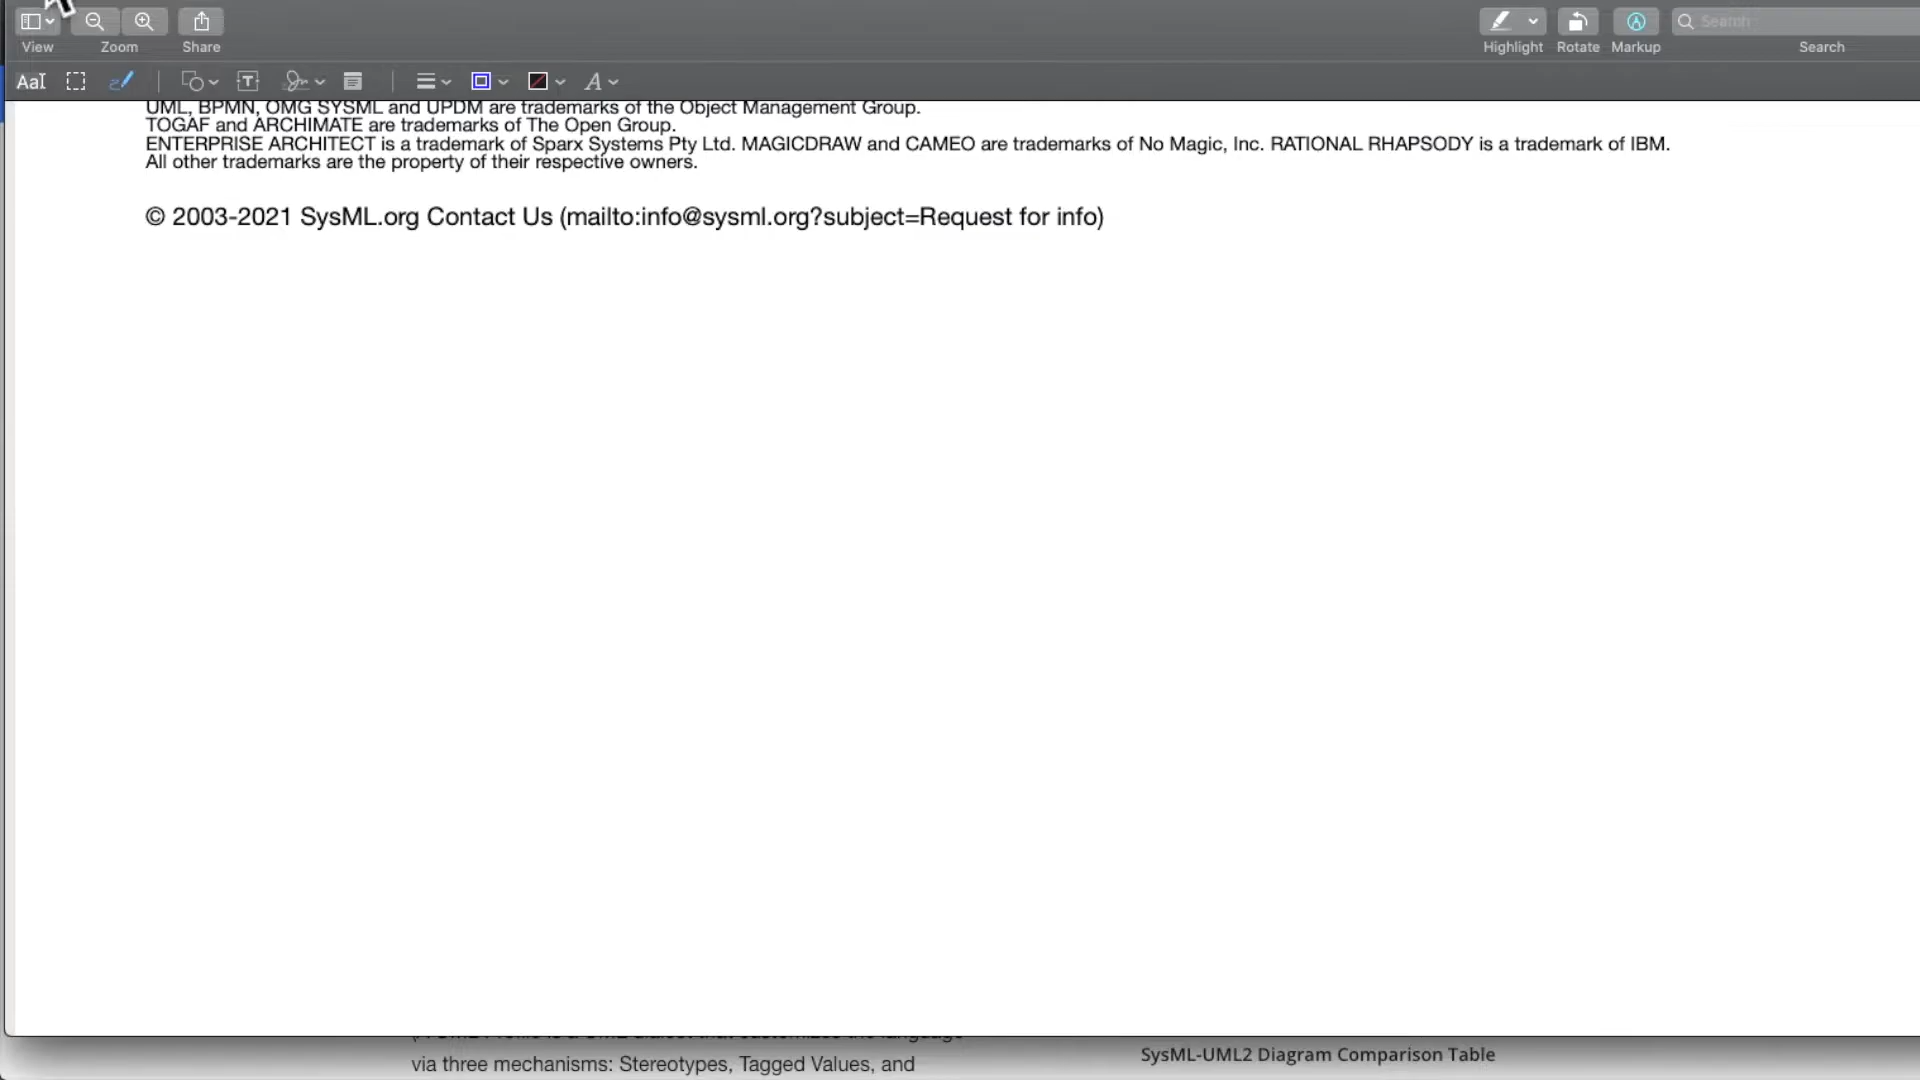 View
Zoom
Share
Highlight
Rotate
Markup
Search
Search
AaI
T
A
UML, BPMN, OMG SYSML and UPDM are trademarks of the Object Management Group.
TOGAF and ARCHIMATE are trademarks of The Open Group.
ENTERPRISE ARCHITECT is a trademark of Sparx Systems Pty Ltd. MAGICDRAW and CAMEO are trademarks of No Magic, Inc. RATIONAL RHAPSODY is a trademark of IBM.
All other trademarks are the property of their respective owners.
© 2003-2021 SysML.org Contact Us (mailto:info@sysml.org?subject=Request for info)
via three mechanisms: Stereotypes, Tagged Values, and
SysML-UML2 Diagram Comparison Table